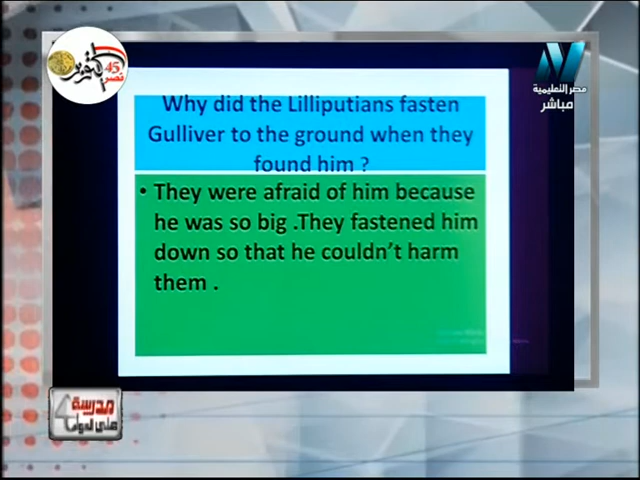 45
مصر التعليمية
مباشر
Why did the Lilliputians fasten
Gulliver to the ground when they
found him ?
• They were afraid of him because
he was so big .They fastened him
down so that he couldn't harm
them .
مدرسة
على الهوا